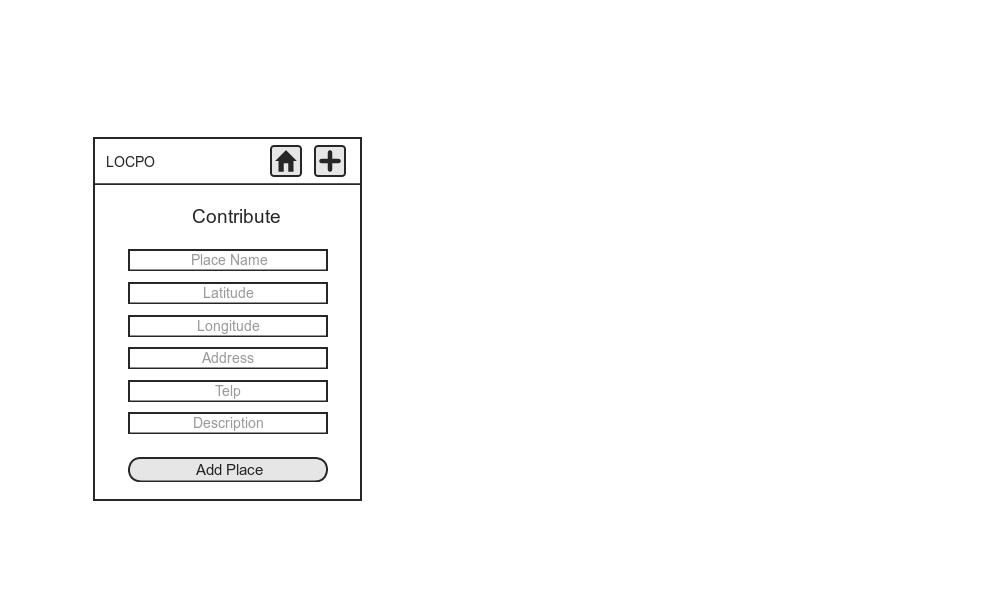 LOCPO
Contribute
Place Name
Latitude
Longitude
Address
Telp
Description
Add Place